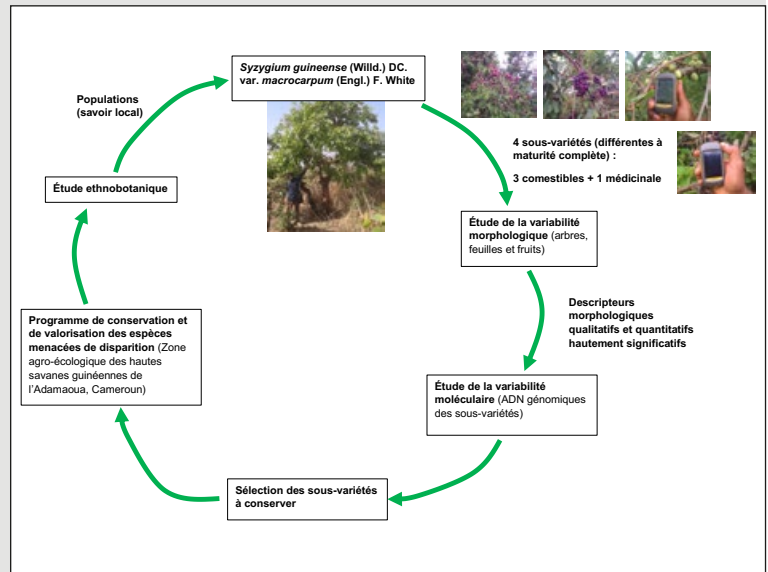 Syzygium guineense (Willd.) DC.
var. macrocarpum (Engl.) F. White
4 sous-variétés (différentes à
maturité complète) :
3 comestibles + 1 médicinale
Étude de la variabilité
morphologique (arbres,
feuilles et fruits)
Descripteurs
morphologiques
qualitatifs et quantitatifs
hautement significatifs
Étude de la variabilité
moléculaire (ADN génomiques
des sous-variétés)
Sélection des sous-variétés
à conserver
Programme de conservation et
de valorisation des espèces
menacées de disparition (Zone
agro-écologique des hautes
savanes guinéennes de
l'Adamaoua, Cameroun)
Étude ethnobotanique
Populations
(savoir local)